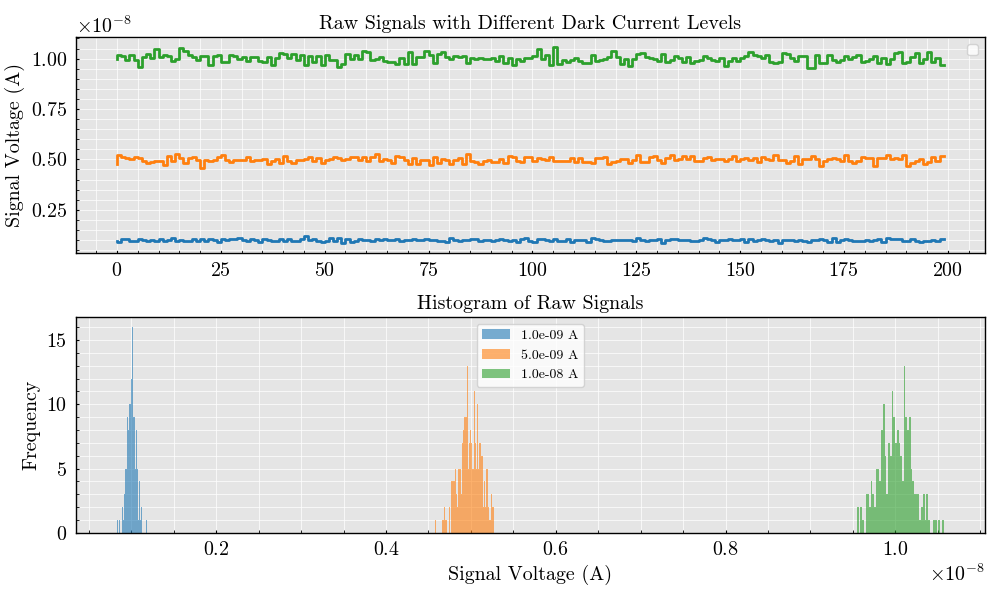 Raw Signals with Different Dark Current Levels
×10⁻⁸
Signal Voltage (A)
1.00
0.75
0.50
0.25
0 25 50 75 100 125 150 175 200
Histogram of Raw Signals
Frequency
15
10
5
0
1.0e-09 A
5.0e-09 A
1.0e-08 A
0.2 0.4 0.6 0.8 1.0
Signal Voltage (A)
×10⁻⁸